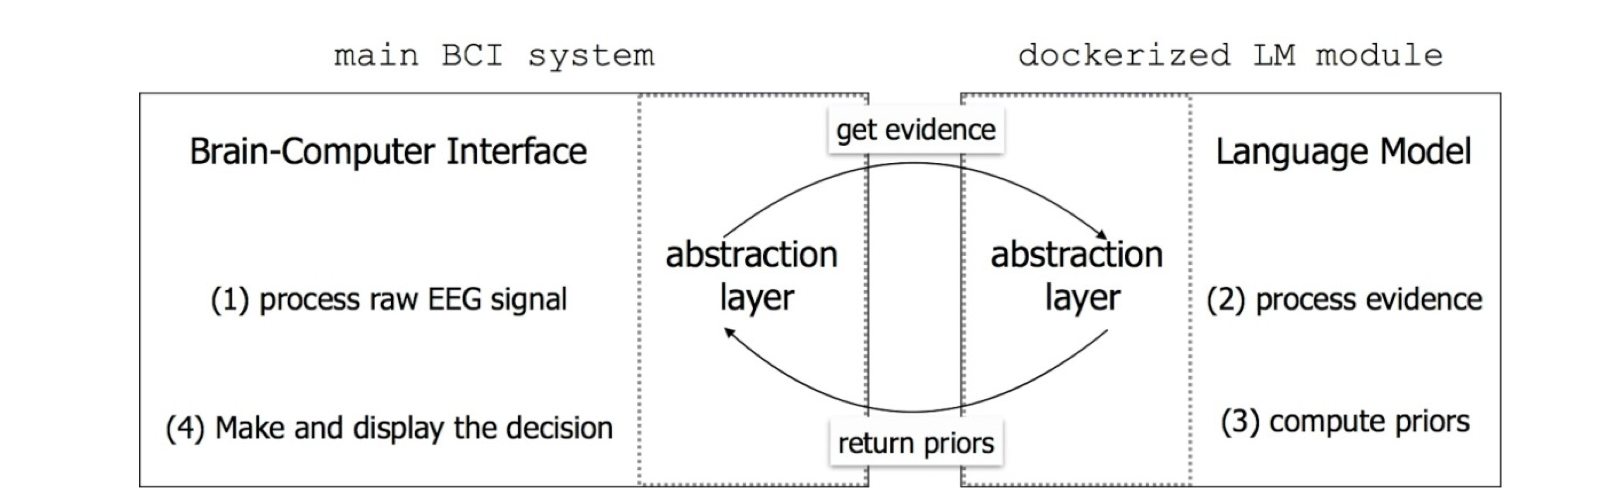 main BCI system
dockerized LM module
get evidence
Brain-Computer Interface
Language Model
abstraction
layer
abstraction
layer
(1) process raw EEG signal
(2) process evidence
(4) Make and display the decision
(3) compute priors
return priors